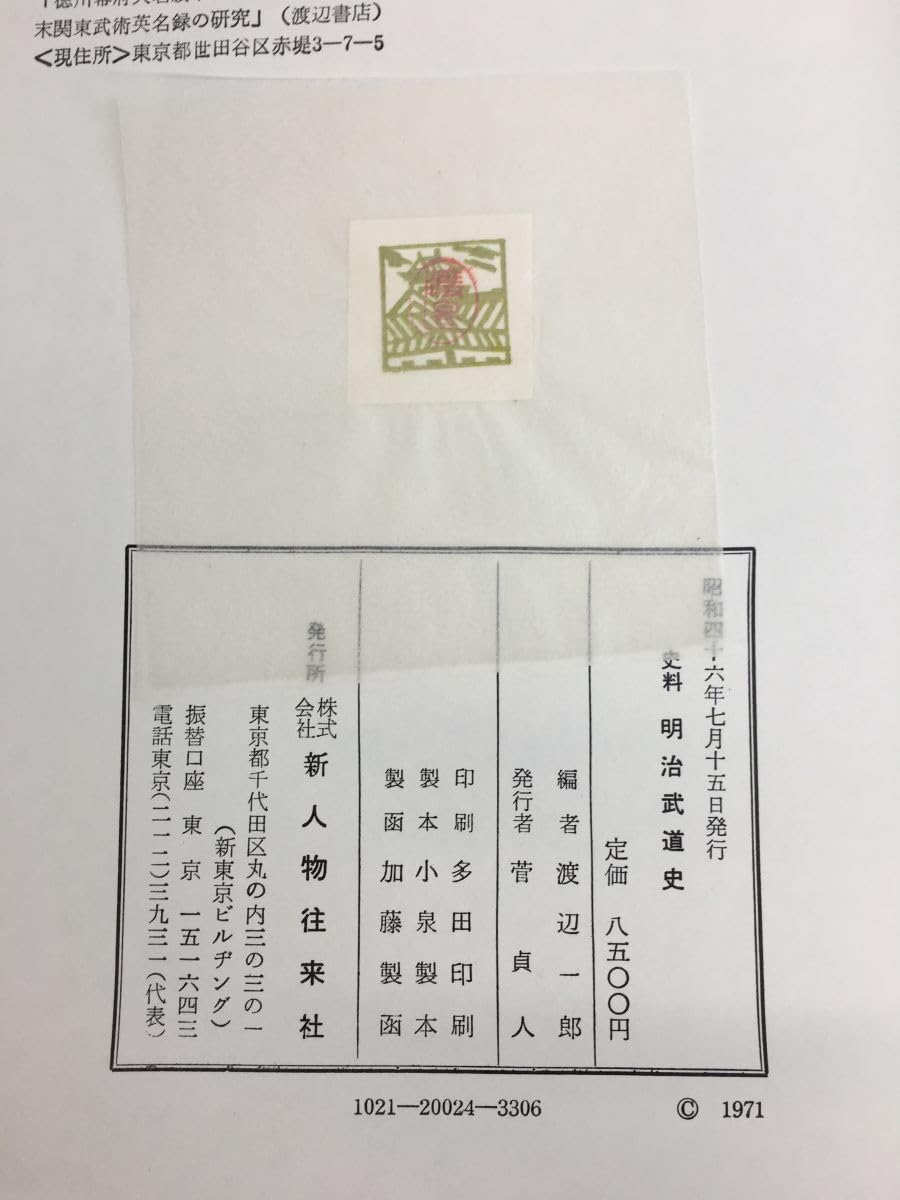 末関東武術英名録の研究」（渡辺書店）
＜現住所＞東京都世田谷区赤堤3―7―5
昭和四十六年七月十五日発行
史料 明治武道史
定価 八五〇〇円
編者 渡辺一郎
発行者 菅貞人
印刷 多田印刷
製本 小泉製本
製函 加藤製函
発行所 株式会社 新人物往来社
東京都千代田区丸の内三の三の一
（新東京ビルヂング）
振替口座 東京 一五一六四三
電話東京(二一二)三九三一(代表)
1021―20024―3306
© 1971